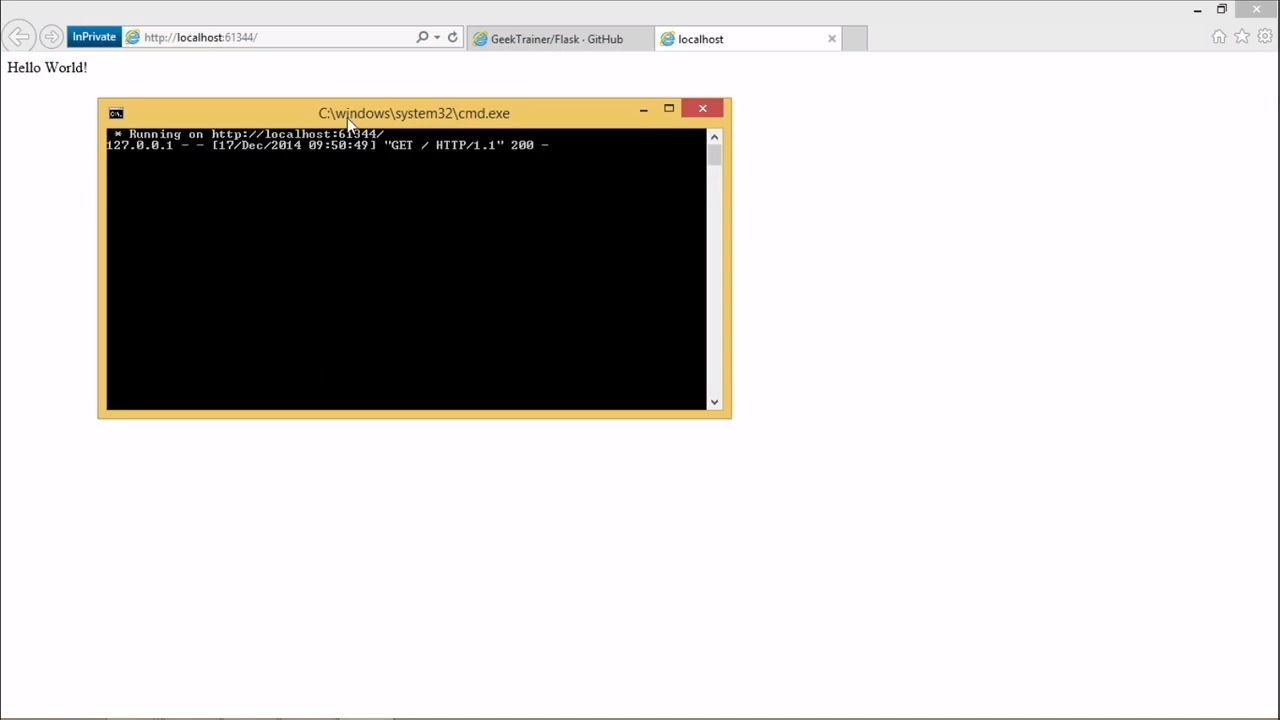 InPrivate
http://localhost:61344/
GeekTrainer/Flask · GitHub
localhost
Hello World!
C:\windows\system32\cmd.exe
* Running on http://localhost:61344/
127.0.0.1 - - [17/Dec/2014 09:50:49] "GET / HTTP/1.1" 200 -